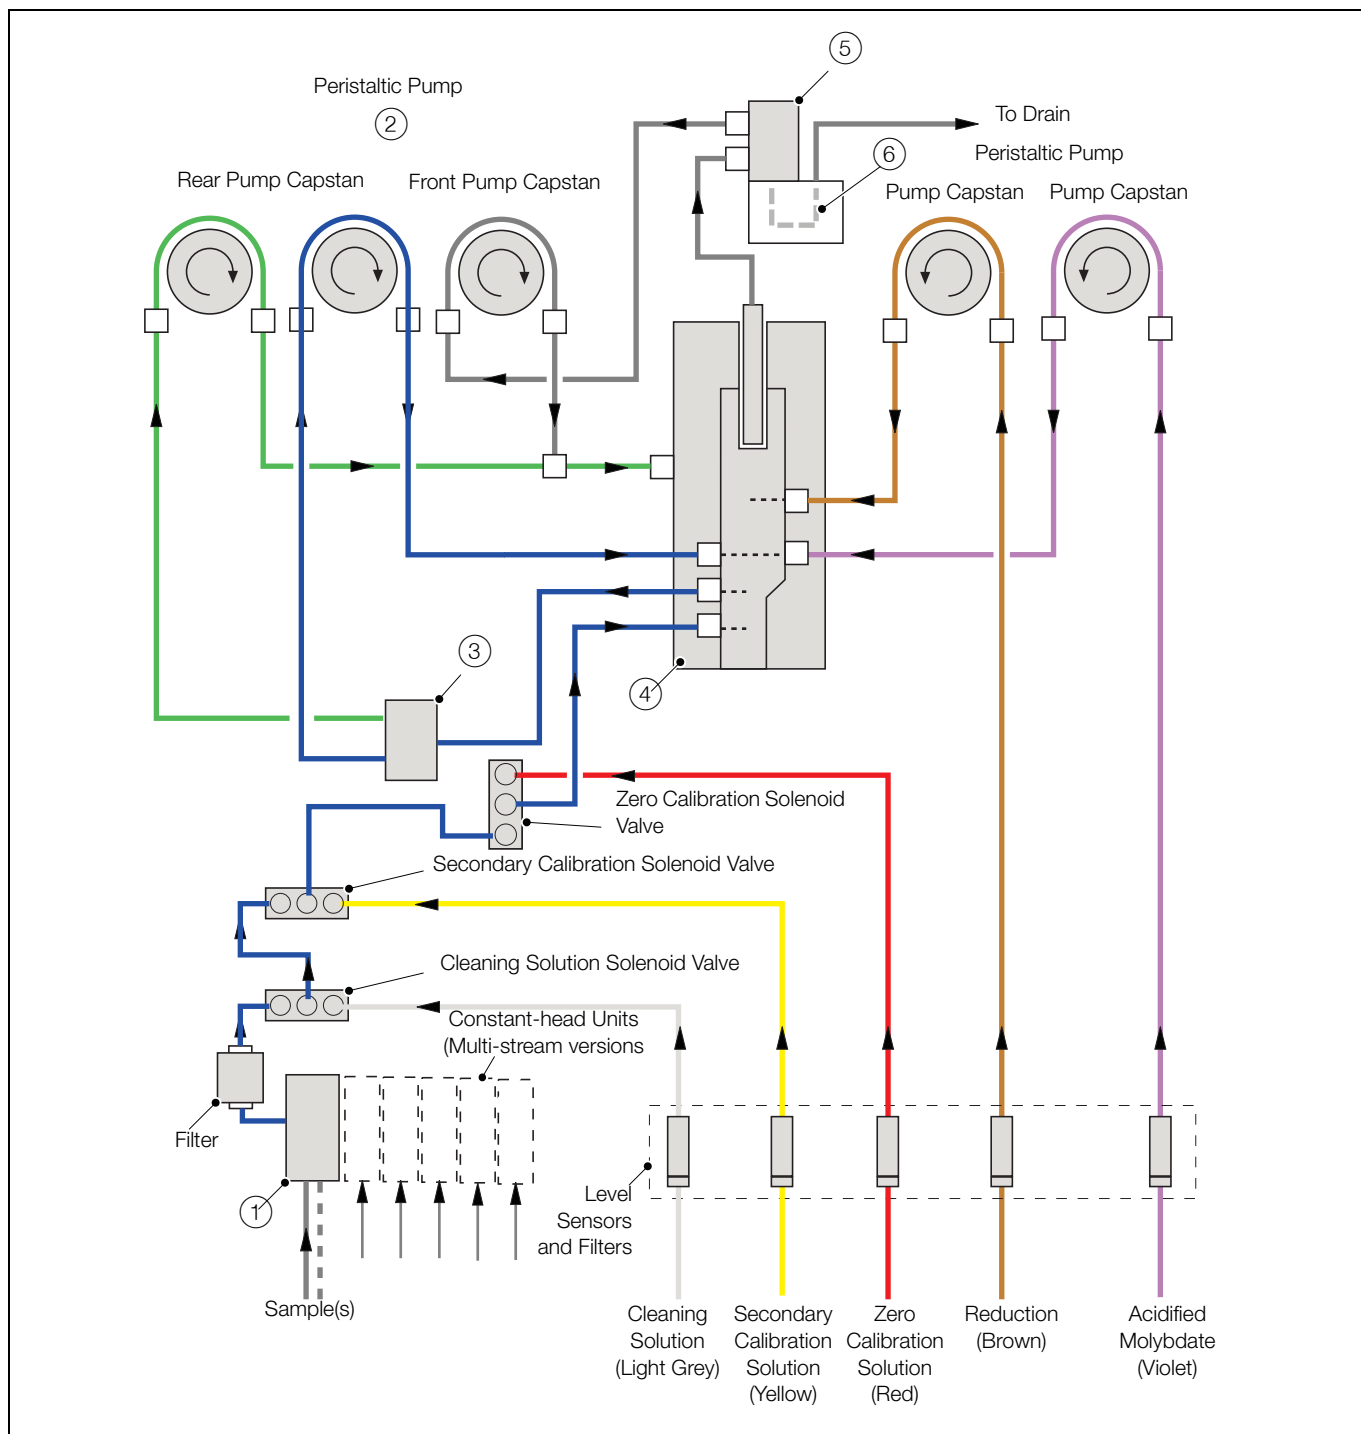 5
Peristaltic Pump
2
To Drain
6
Peristaltic Pump
Rear Pump Capstan
Front Pump Capstan
Pump Capstan
Pump Capstan
3
4
Zero Calibration Solenoid
Valve
Secondary Calibration Solenoid Valve
Cleaning Solution Solenoid Valve
Constant-head Units
(Multi-stream versions
Filter
1
Level
Sensors
and Filters
Sample(s)
Cleaning
Solution
(Light Grey)
Secondary
Calibration
Solution
(Yellow)
Zero
Calibration
Solution
(Red)
Reduction
(Brown)
Acidified
Molybdate
(Violet)